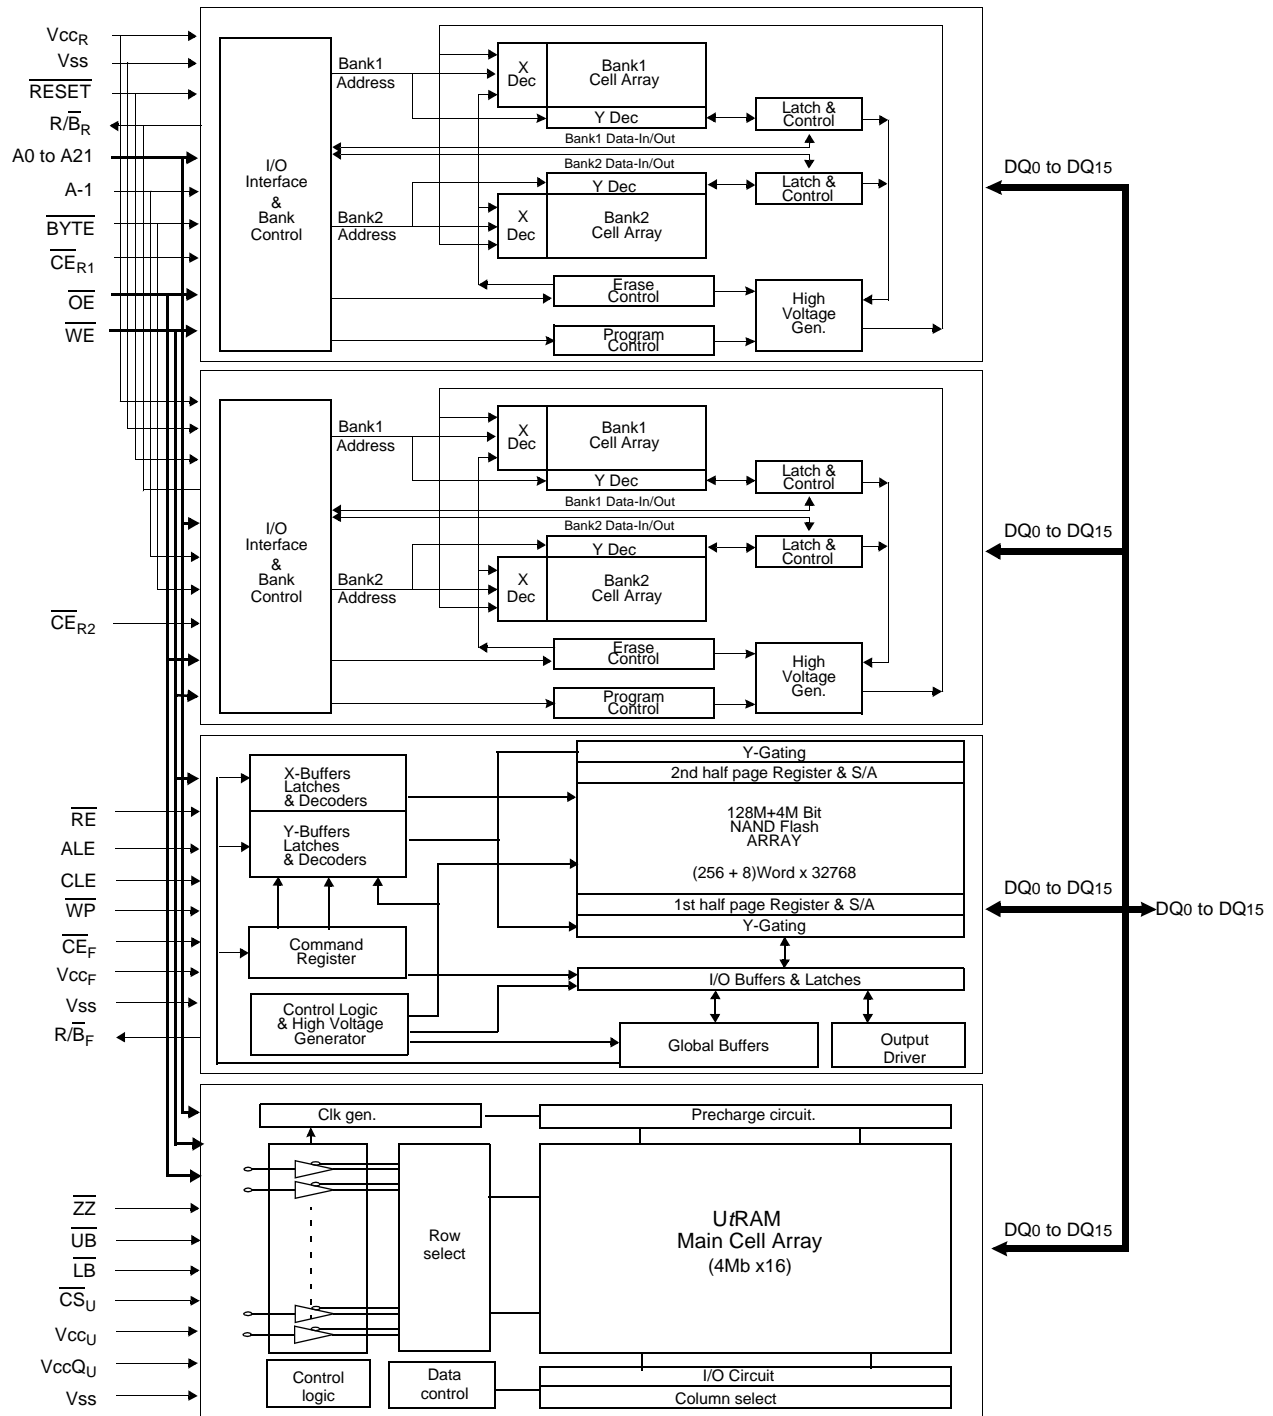 VccR
Vss
RESET
R/BR
A0 to A21
A-1
BYTE
CER1
OE
WE
I/O
Interface
&
Bank
Control
Bank1
Address
X
Dec
Bank1
Cell Array
Y Dec
Latch &
Control
Bank1 Data-In/Out
Bank2 Data-In/Out
Y Dec
Latch &
Control
Bank2
Address
X
Dec
Bank2
Cell Array
Erase
Control
Program
Control
High
Voltage
Gen.
DQ0 to DQ15
CER2
I/O
Interface
&
Bank
Control
Bank1
Address
X
Dec
Bank1
Cell Array
Y Dec
Latch &
Control
Bank1 Data-In/Out
Bank2 Data-In/Out
Y Dec
Latch &
Control
Bank2
Address
X
Dec
Bank2
Cell Array
Erase
Control
Program
Control
High
Voltage
Gen.
DQ0 to DQ15
RE
ALE
CLE
WP
CEF
VccF
Vss
R/BF
X-Buffers
Latches
& Decoders
Y-Buffers
Latches
& Decoders
Command
Register
Control Logic
& High Voltage
Generator
Y-Gating
2nd half page Register & S/A
128M+4M Bit
NAND Flash
ARRAY
(256 + 8)Word x 32768
1st half page Register & S/A
Y-Gating
I/O Buffers & Latches
Global Buffers
Output
Driver
DQ0 to DQ15
DQ0 to DQ15
ZZ
UB
LB
CSU
VccU
VccQU
Vss
Clk gen.
Precharge circuit.
Row
select
UtRAM
Main Cell Array
(4Mb x16)
Control
logic
Data
control
I/O Circuit
Column select
DQ0 to DQ15